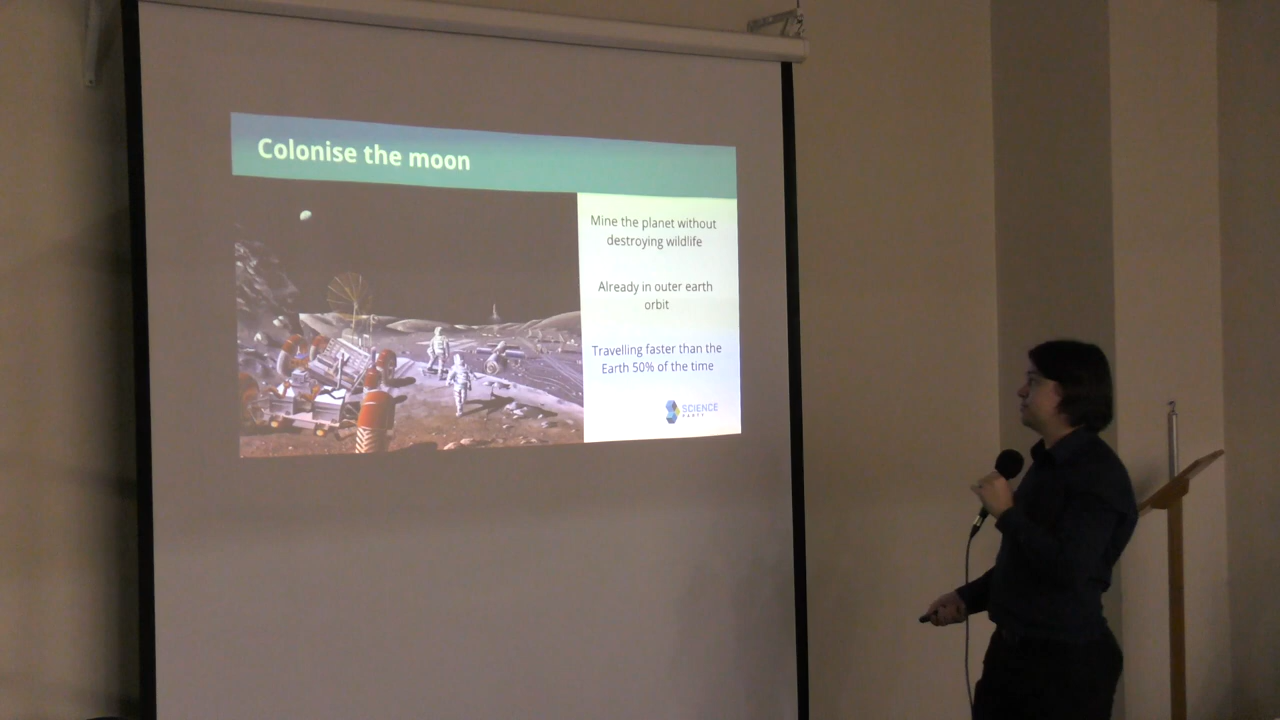 Colonise the moon
Mine the planet without
destroying wildlife
Already in outer earth
orbit
Travelling faster than the
Earth 50% of the time
SCIENCE
PARTY